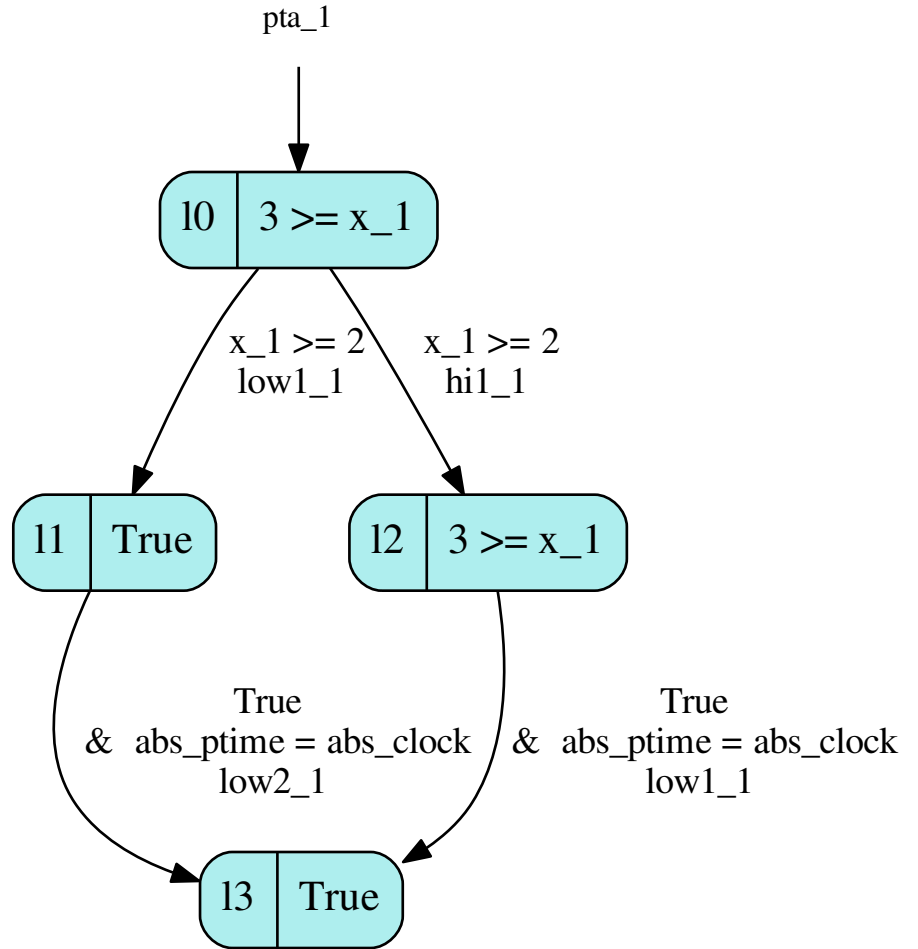 pta_1
l0 3 >= x_1
x_1 >= 2
low1_1
x_1 >= 2
hi1_1
l1 True
l2 3 >= x_1
True
& abs_ptime = abs_clock
low2_1
True
& abs_ptime = abs_clock
low1_1
l3 True